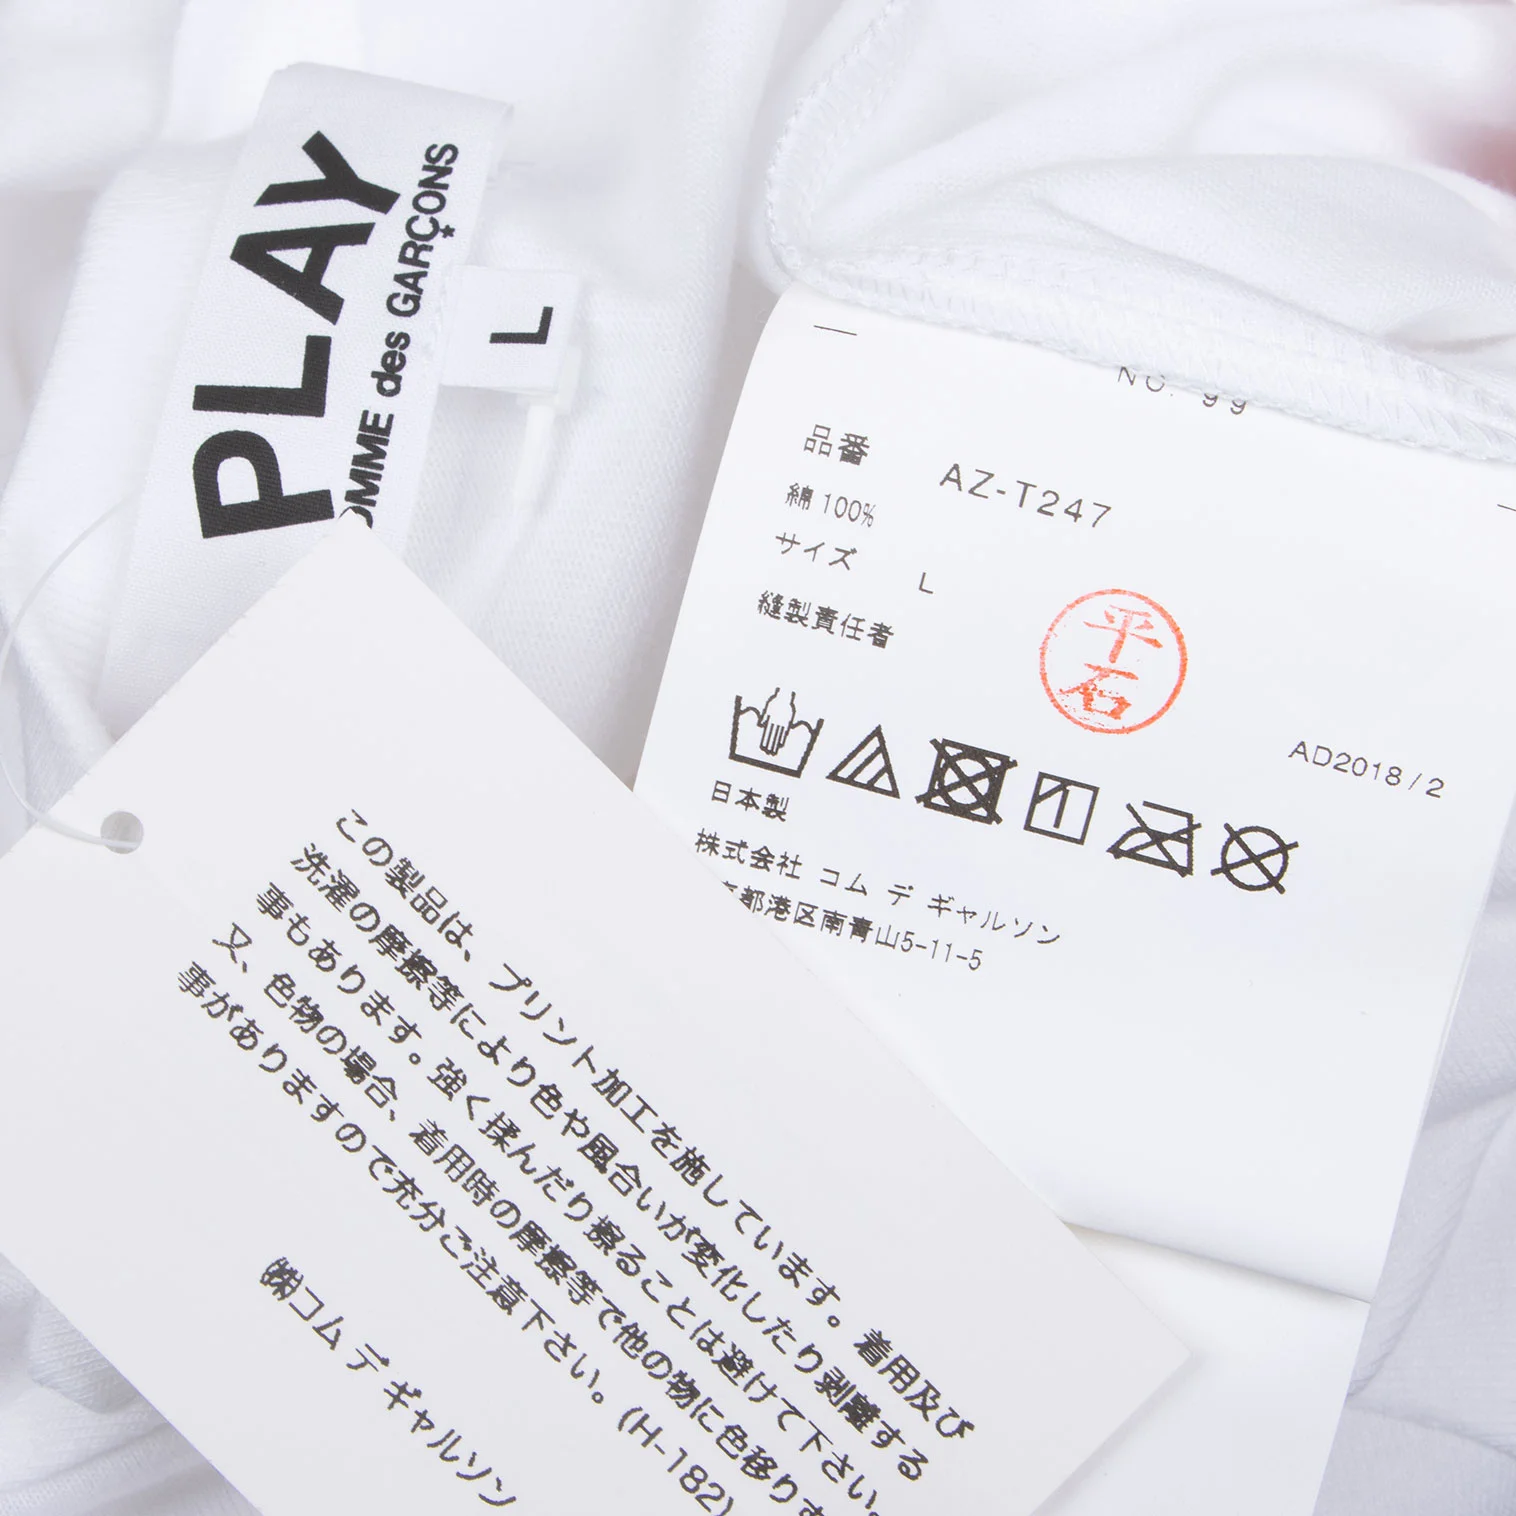 PLAY
COMME des GARÇONS
L
NO. 99
品番 AZ-T247
綿 100%
サイズ L
縫製責任者
平石
AD2018/2
日本製
株式会社 コム デ ギャルソン
京都港区南青山5-11-5
この製品は、プリント加工を施しています。着用及び
洗濯の摩擦等により色や風合いが変化したり剥離する
事もあります。強く揉んだり擦ることは避けて下さい。
又、色物の場合、着用時の摩擦等で他の物に色移りす
事がありますので充分ご注意下さい。(H-182)
㈱コム デ ギャルソン